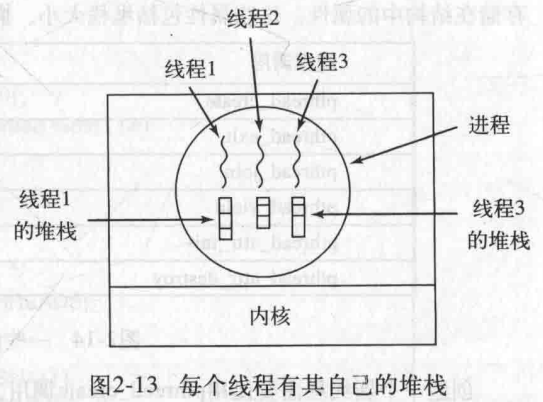 线程2
线程1
线程3
进程
线程1
的堆栈
线程3
的堆栈
内核
图2-13 每个线程有其自己的堆栈